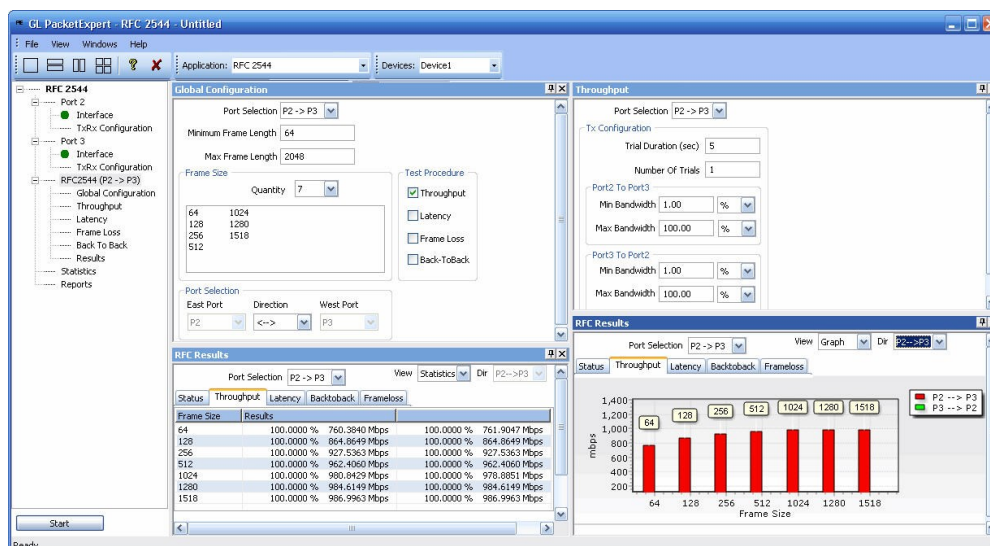 GL PacketExpert - RFC 2544 - Untitled
File View Windows Help
Application: RFC 2544 Devices: Device1
RFC 2544
Port 2
Interface
TxRx Configuration
Port 3
Interface
TxRx Configuration
RFC2544 (P2 -> P3)
Global Configuration
Throughput
Latency
Frame Loss
Back To Back
Results
Statistics
Reports
Start
Ready
Global Configuration
Port Selection P2 -> P3
Minimum Frame Length 64
Max Frame Length 2048
Frame Size
Quantity 7
64 1024
128 1280
256 1518
512
Test Procedure
Throughput
Latency
Frame Loss
Back-ToBack
Port Selection
East Port Direction West Port
P2 <--> P3
RFC Results
Port Selection P2 -> P3 View Statistics Dir P2-->P3
Status Throughput Latency Backtoback Frameloss
Frame Size Results
64 100.0000 % 760.3840 Mbps 100.0000 % 761.9047 Mbps
128 100.0000 % 864.8649 Mbps 100.0000 % 864.8649 Mbps
256 100.0000 % 927.5363 Mbps 100.0000 % 927.5363 Mbps
512 100.0000 % 962.4060 Mbps 100.0000 % 962.4060 Mbps
1024 100.0000 % 980.8429 Mbps 100.0000 % 978.8851 Mbps
1280 100.0000 % 984.6149 Mbps 100.0000 % 984.6149 Mbps
1518 100.0000 % 986.9963 Mbps 100.0000 % 986.9963 Mbps
Throughput
Port Selection P2 -> P3
Tx Configuration
Trial Duration (sec) 5
Number Of Trials 1
Port2 To Port3
Min Bandwidth 1.00 %
Max Bandwidth 100.00 %
Port3 To Port2
Min Bandwidth 1.00 %
Max Bandwidth 100.00 %
RFC Results
Port Selection P2 -> P3 View Graph Dir P2-->P3
Status Throughput Latency Backtoback Frameloss
P2 --> P3
P3 --> P2
mbps
1,400
1,200
1,000
800
600
400
200
64 128 256 512 1024 1280 1518
64 128 256 512 1024 1280 1518
Frame Size